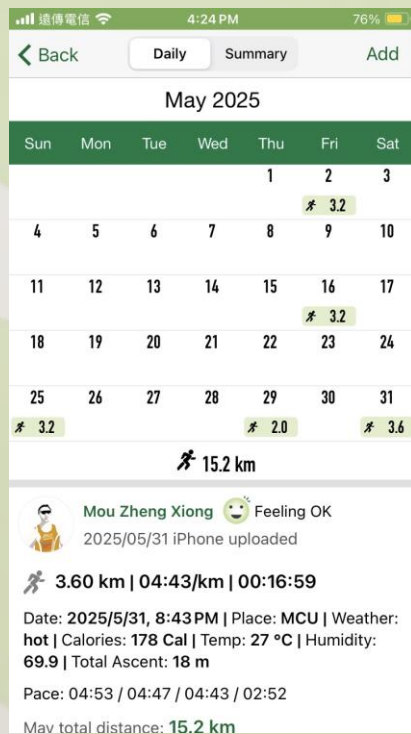 遠傳電信 4:24 PM 76%
Back Daily Summary Add
May 2025
Sun Mon Tue Wed Thu Fri Sat
1 2 3
3.2
4 5 6 7 8 9 10
11 12 13 14 15 16 17
3.2
18 19 20 21 22 23 24
25 26 27 28 29 30 31
3.2 2.0 3.6
15.2 km
Mou Zheng Xiong Feeling OK
2025/05/31 iPhone uploaded
3.60 km | 04:43/km | 00:16:59
Date: 2025/5/31, 8:43 PM | Place: MCU | Weather:
hot | Calories: 178 Cal | Temp: 27 °C | Humidity:
69.9 | Total Ascent: 18 m
Pace: 04:53 / 04:47 / 04:43 / 02:52
May total distance: 15.2 km